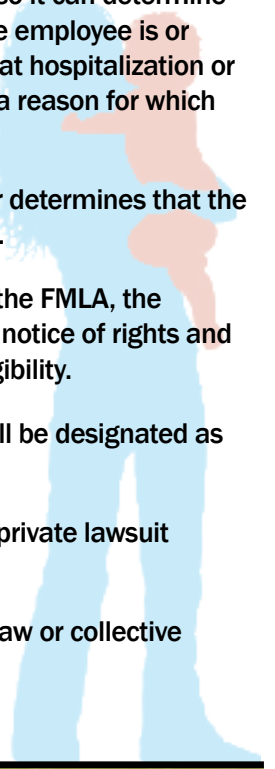 so it can determine
e employee is or
at hospitalization or
a reason for which
r determines that the
.
the FMLA, the
notice of rights and
gibility.
ll be designated as
private lawsuit
aw or collective